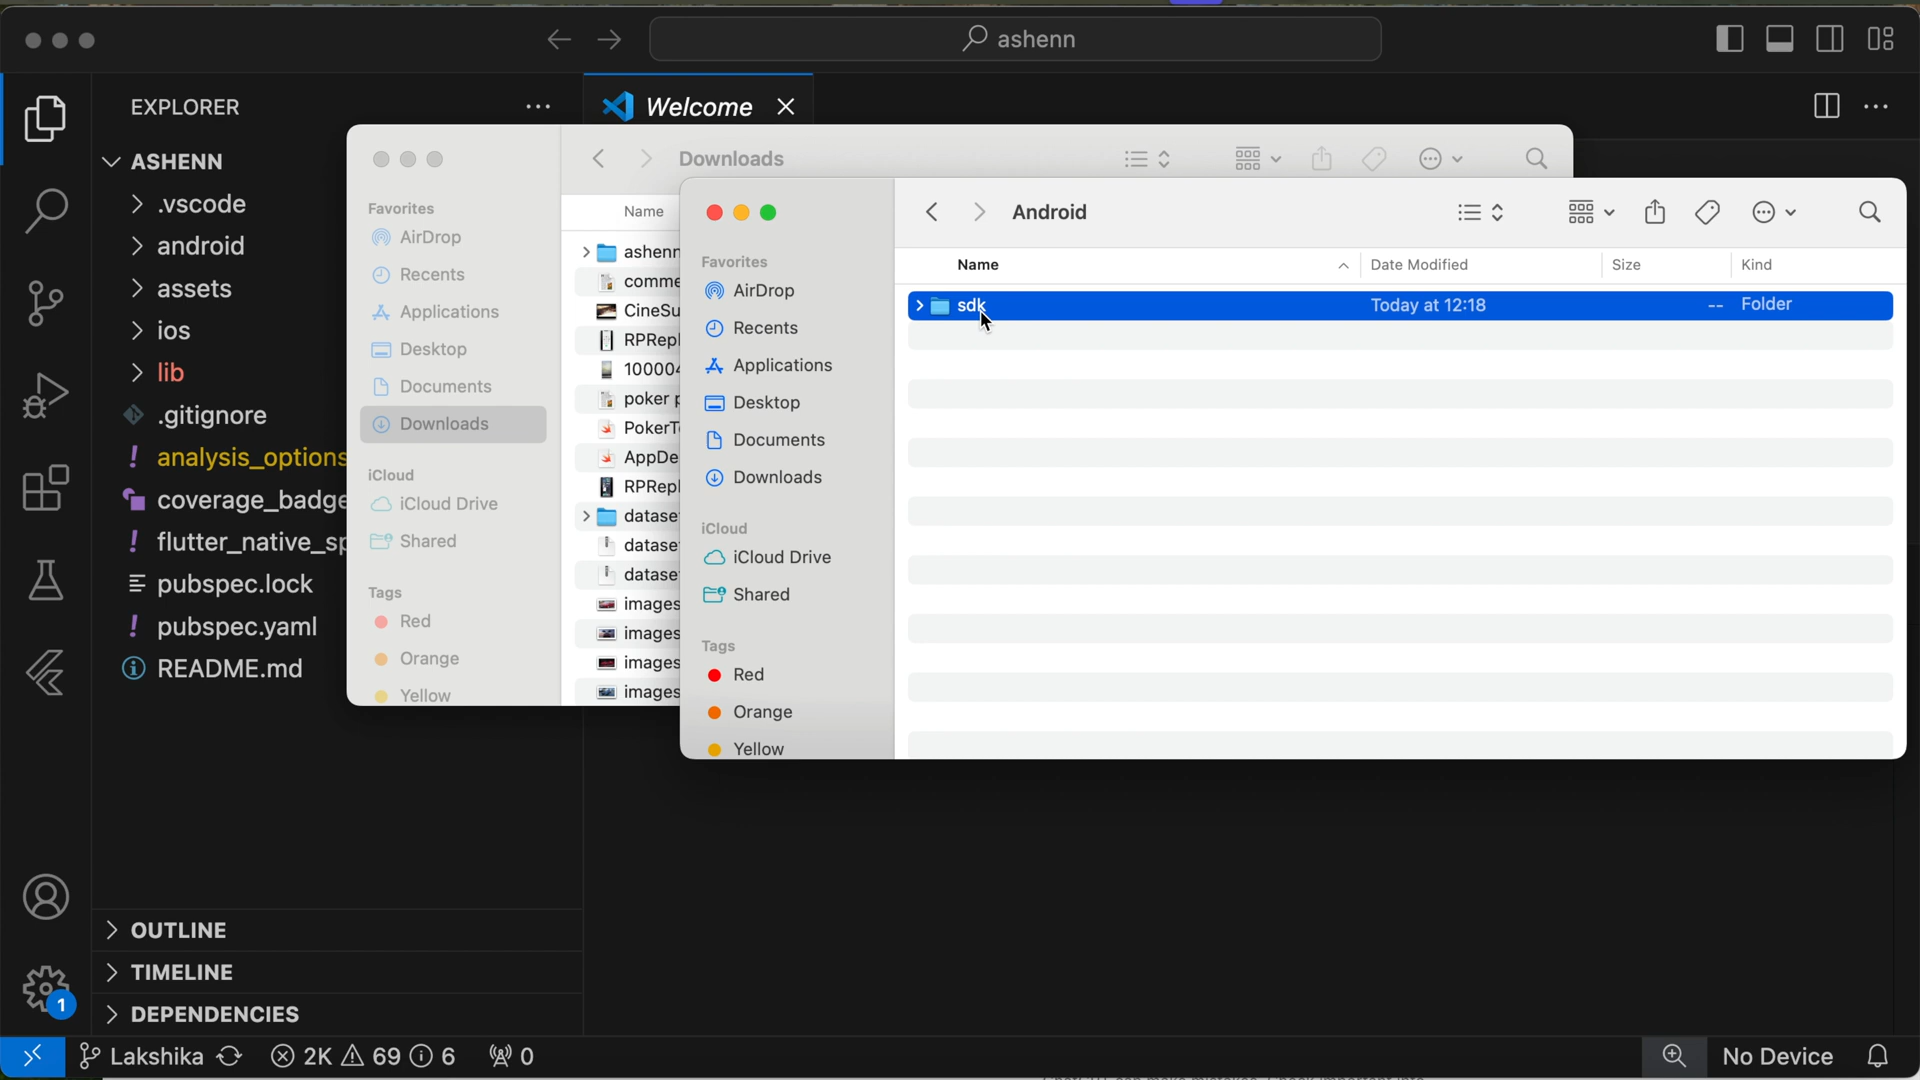 ashenn
EXPLORER
Welcome
ASHENN
.vscode
android
assets
ios
lib
.gitignore
analysis_options
coverage_badge
flutter_native_sp
pubspec.lock
pubspec.yaml
README.md
OUTLINE
TIMELINE
DEPENDENCIES
Downloads
Favorites
AirDrop
Recents
Applications
Desktop
Documents
Downloads
iCloud
iCloud Drive
Shared
Tags
Red
Orange
Yellow
Name
ashenn
comme
CineSu
RPRepl
10000
poker p
PokerT
AppDe
RPRepl
datase
datase
datase
images
images
images
images
Android
Favorites
AirDrop
Recents
Applications
Desktop
Documents
Downloads
iCloud
iCloud Drive
Shared
Tags
Red
Orange
Yellow
Name Date Modified Size Kind
sdk Today at 12:18 -- Folder
1
Lakshika 2K 69 6 0 No Device